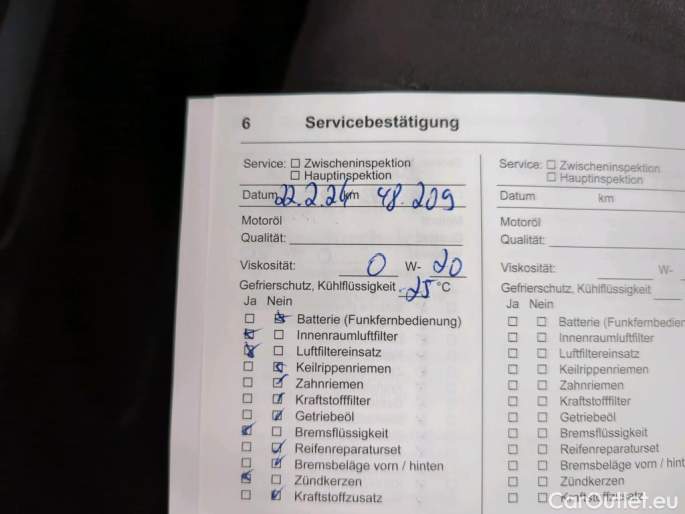 6 Servicebestätigung
Service: ☐ Zwischeninspektion
☐ Hauptinspektion
Datum 22.2.24 km 48.209
Motoröl
Qualität:
Viskosität: 0 W- 20
Gefrierschutz, Kühlflüssigkeit -25 °C
Ja Nein
☐ ☒ Batterie (Funkfernbedienung)
☒ ☐ Innenraumluftfilter
☒ ☐ Luftfiltereinsatz
☐ ☒ Keilrippenriemen
☐ ☒ Zahnriemen
☐ ☒ Kraftstofffilter
☐ ☒ Getriebeöl
☒ ☐ Bremsflüssigkeit
☐ ☒ Reifenreparaturset
☐ ☒ Bremsbeläge vorn / hinten
☒ ☐ Zündkerzen
☐ ☒ Kraftstoffzusatz
Service: ☐ Zwischeninspektion
☐ Hauptinspektion
Datum km
Motoröl
Qualität:
Viskosität: W-
Gefrierschutz, Kühlflüssigkeit
Ja Nein
☐ ☐ Batterie (Funkfernbedien
☐ ☐ Innenraumluftfilter
☐ ☐ Luftfiltereinsatz
☐ ☐ Keilrippenriemen
☐ ☐ Zahnriemen
☐ ☐ Kraftstofffilter
☐ ☐ Getriebeöl
☐ ☐ Bremsflüssigkeit
☐ ☐ Reifenreparaturset
☐ ☐ Bremsbeläge vorn / hint
☐ ☐ Zündkerzen
☐ ☐ Kraftstoffzusatz
CarOutlet.eu